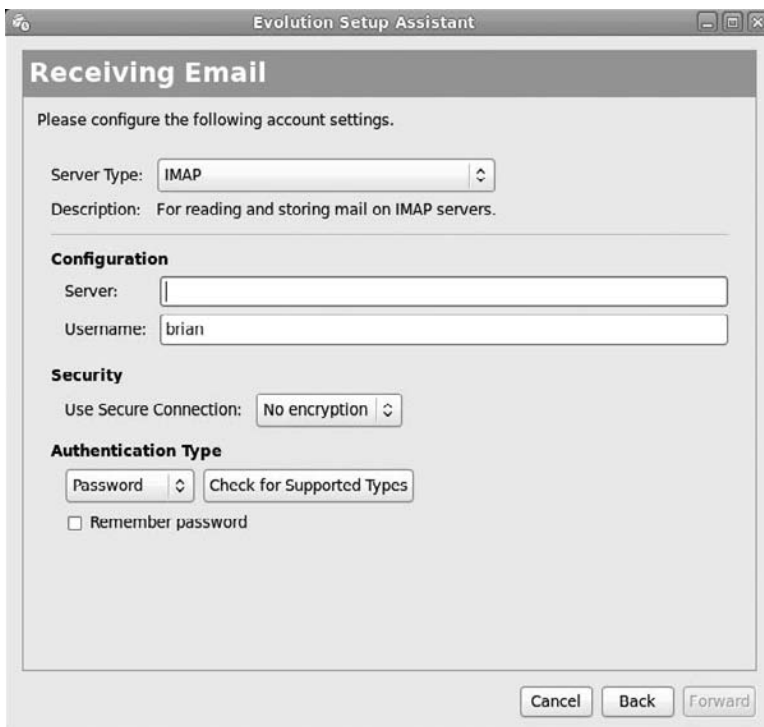 Evolution Setup Assistant
Receiving Email
Please configure the following account settings.
Server Type: IMAP
Description: For reading and storing mail on IMAP servers.
Configuration
Server:
Username: brian
Security
Use Secure Connection: No encryption
Authentication Type
Password Check for Supported Types
Remember password
Cancel Back Forward